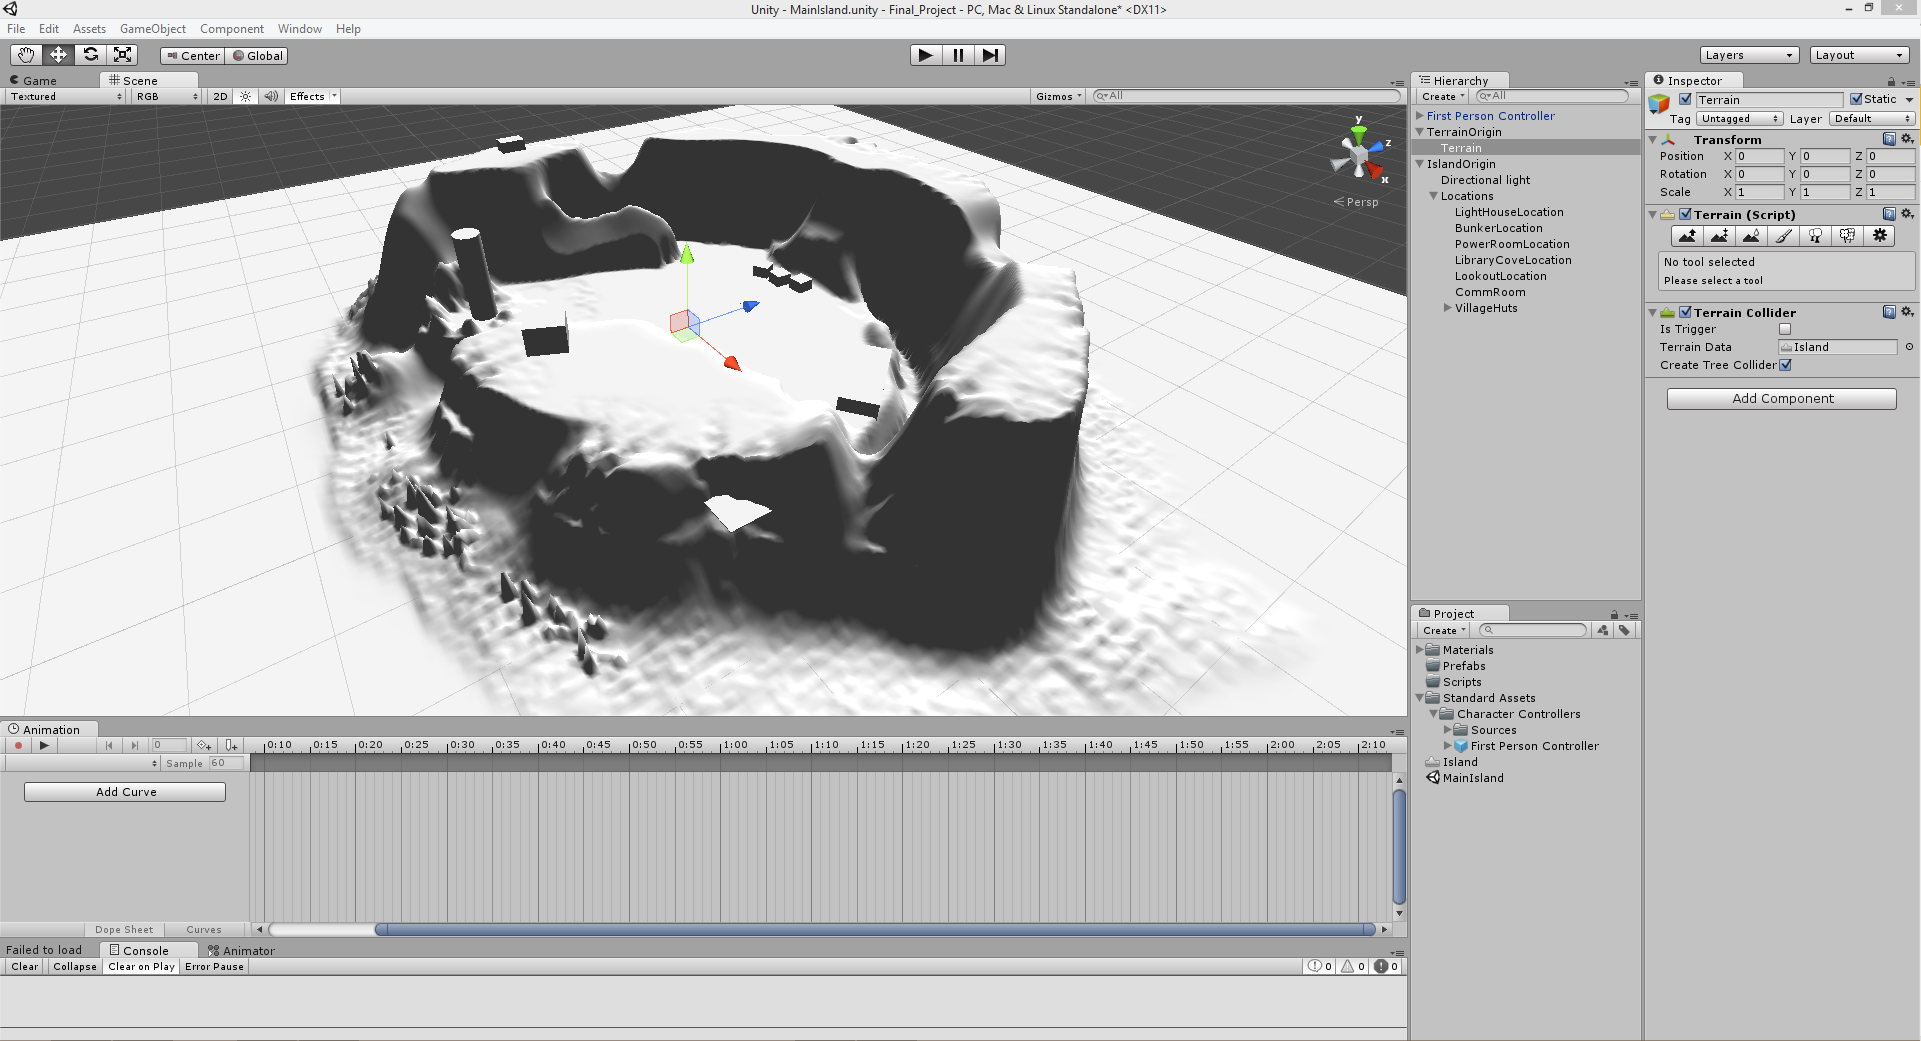 Unity - MainIsland.unity - Final_Project - PC, Mac & Linux Standalone* <DX11>
File Edit Assets GameObject Component Window Help
Center Global Layers Layout
Game Scene
Textured RGB 2D Effects Gizmos All
y
z
x
Persp
Hierarchy
Create All
First Person Controller
TerrainOrigin
Terrain
IslandOrigin
Directional light
Locations
LightHouseLocation
BunkerLocation
PowerRoomLocation
LibraryCoveLocation
LookoutLocation
CommRoom
VillageHuts
Inspector
Terrain Static
Tag Untagged Layer Default
Transform
Position X 0 Y 0 Z 0
Rotation X 0 Y 0 Z 0
Scale X 1 Y 1 Z 1
Terrain (Script)
No tool selected
Please select a tool
Terrain Collider
Is Trigger
Terrain Data Island
Create Tree Collider
Add Component
Project
Create
Materials
Prefabs
Scripts
Standard Assets
Character Controllers
Sources
First Person Controller
Island
MainIsland
Animation
0 0:10 0:15 0:20 0:25 0:30 0:35 0:40 0:45 0:50 0:55 1:00 1:05 1:10 1:15 1:20 1:25 1:30 1:35 1:40 1:45 1:50 1:55 2:00 2:05 2:10
Sample 60
Add Curve
Dope Sheet Curves
Failed to load Console Animator
Clear Collapse Clear on Play Error Pause 0 0 0